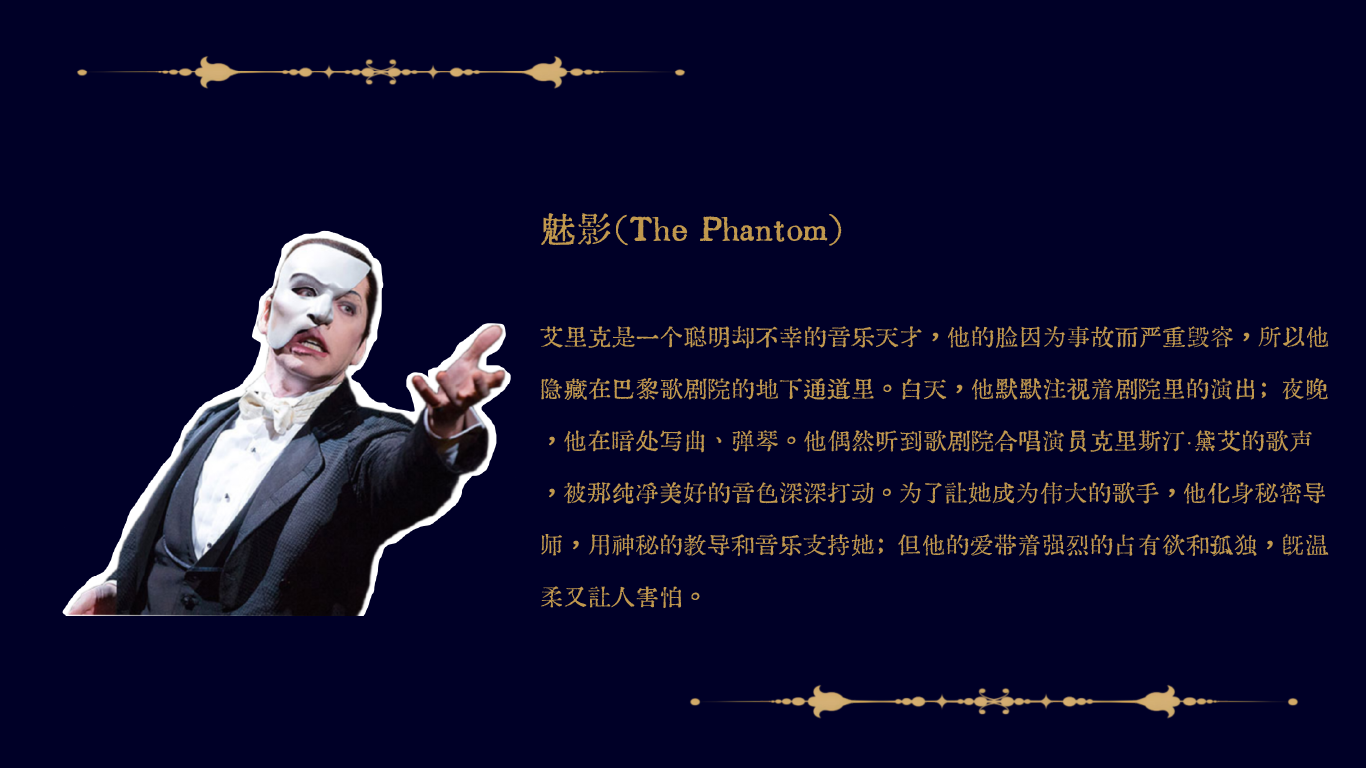 魅影(The Phantom)
艾里克是一个聪明却不幸的音乐天才，他的脸因为事故而严重毁容，所以他
隐藏在巴黎歌剧院的地下通道里。白天，他默默注视着剧院里的演出；夜晚
，他在暗处写曲、弹琴。他偶然听到歌剧院合唱演员克里斯汀·黛艾的歌声
，被那纯净美好的音色深深打动。为了让她成为伟大的歌手，他化身秘密导
师，用神秘的教导和音乐支持她；但他的爱带着强烈的占有欲和孤独，既温
柔又让人害怕。